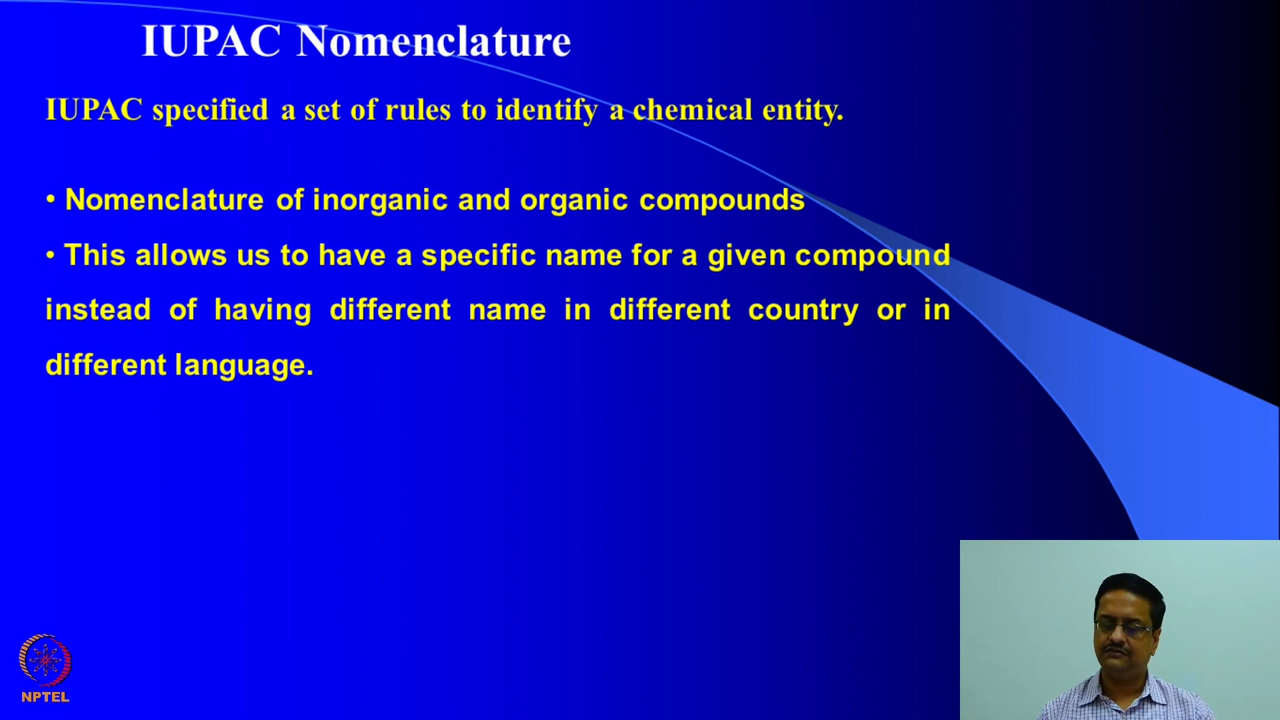 IUPAC Nomenclature
IUPAC specified a set of rules to identify a chemical entity.
• Nomenclature of inorganic and organic compounds
• This allows us to have a specific name for a given compound
instead of having different name in different country or in
different language.
NPTEL